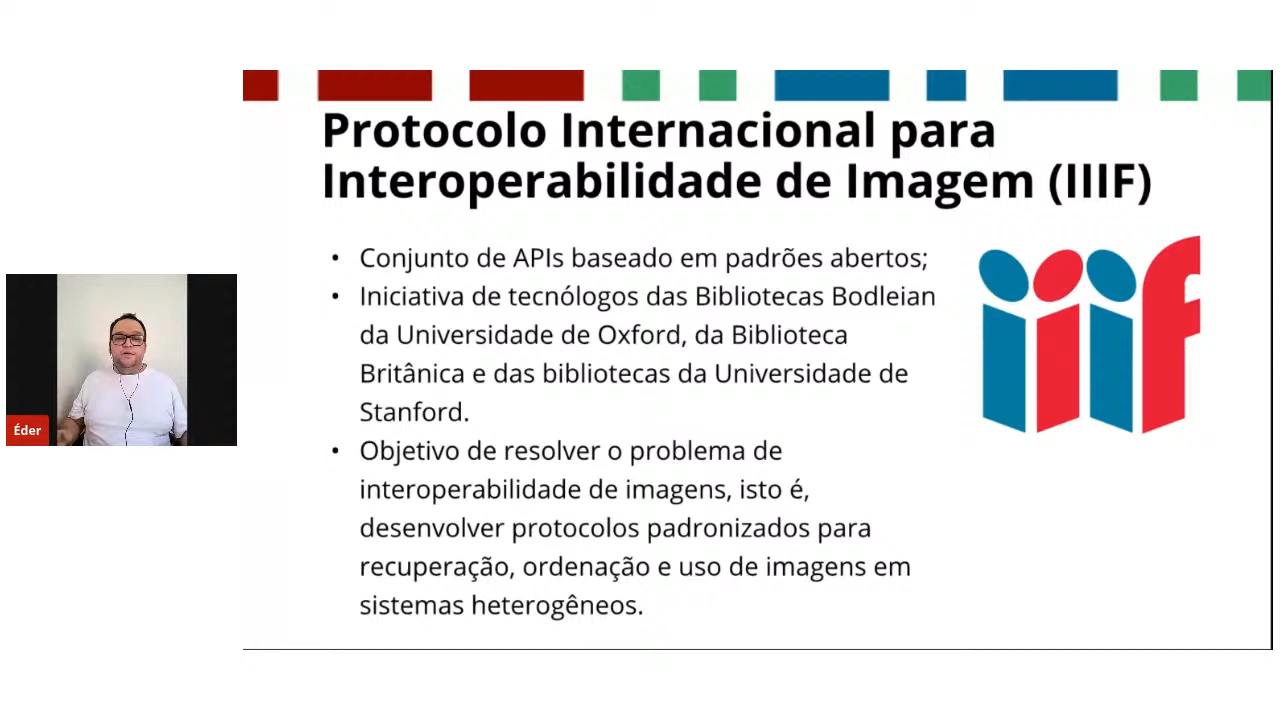 Protocolo Internacional para
Interoperabilidade de Imagem (IIIF)
• Conjunto de APIs baseado em padrões abertos;
• Iniciativa de tecnólogos das Bibliotecas Bodleian
da Universidade de Oxford, da Biblioteca
Britânica e das bibliotecas da Universidade de
Stanford.
• Objetivo de resolver o problema de
interoperabilidade de imagens, isto é,
desenvolver protocolos padronizados para
recuperação, ordenação e uso de imagens em
sistemas heterogêneos.
iiif
Éder